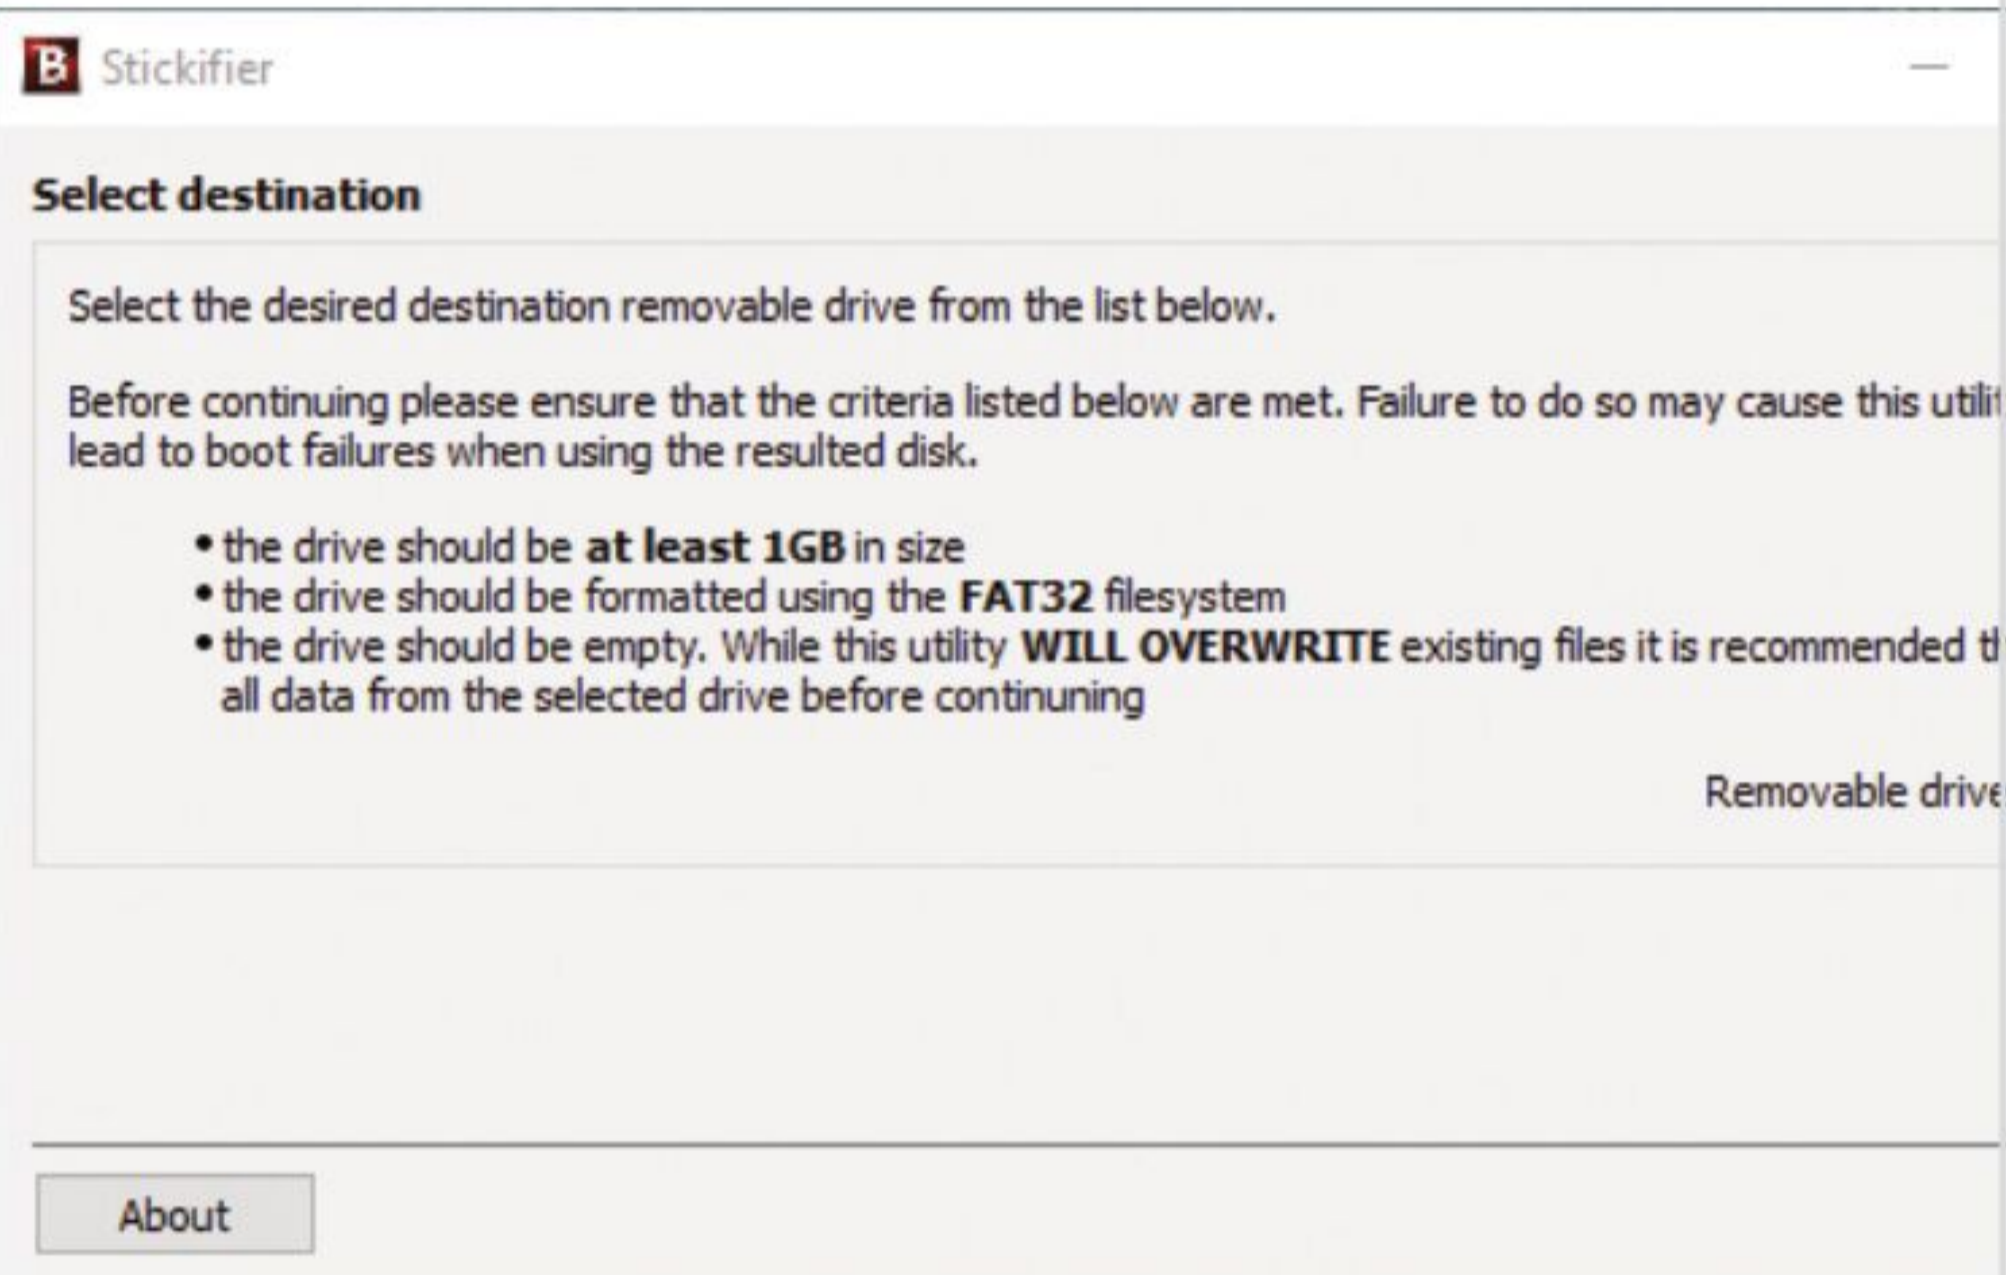 B Stickifier
Select destination
Select the desired destination removable drive from the list below.
Before continuing please ensure that the criteria listed below are met. Failure to do so may cause this utili
lead to boot failures when using the resulted disk.
• the drive should be at least 1GB in size
• the drive should be formatted using the FAT32 filesystem
• the drive should be empty. While this utility WILL OVERWRITE existing files it is recommended th
all data from the selected drive before continuning
Removable drive
About